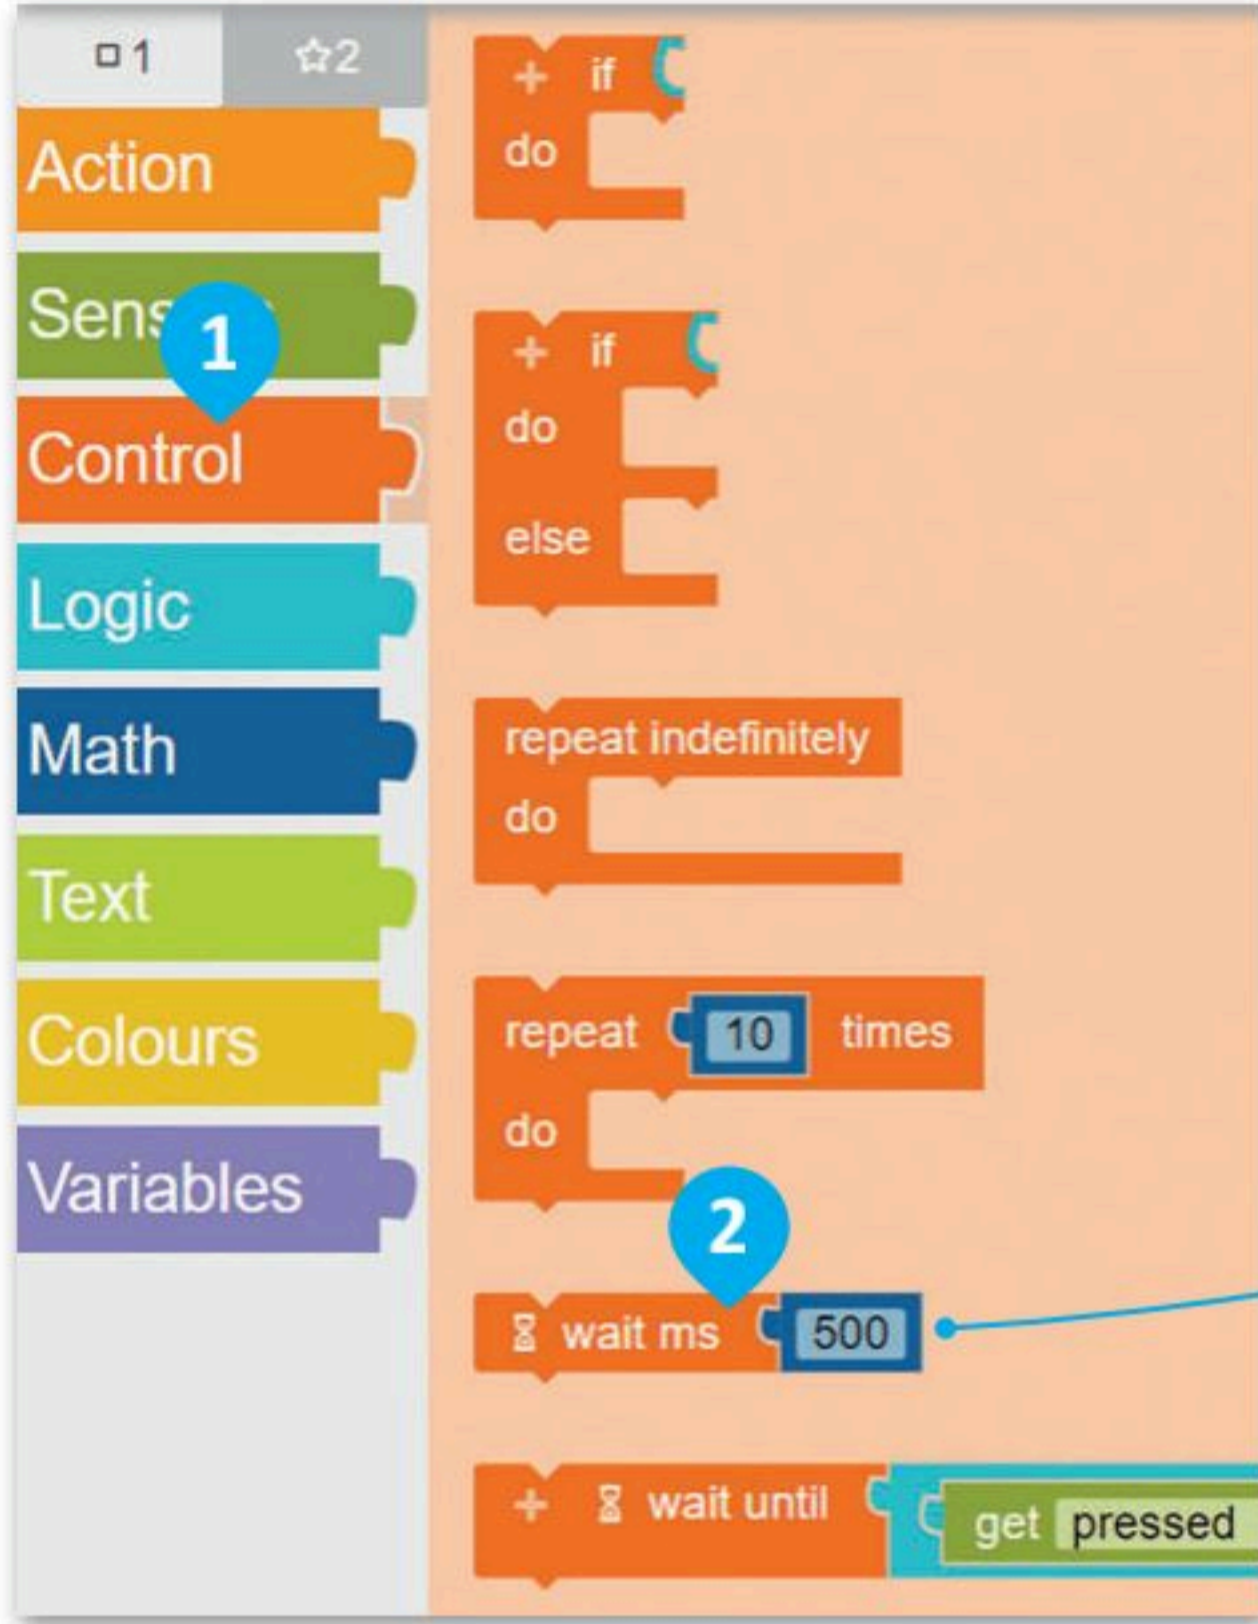 1
2
Action
Sens
1
Control
Logic
Math
Text
Colours
Variables
if
do
if
do
else
repeat indefinitely
do
repeat 10 times
do
2
wait ms 500
wait until get pressed